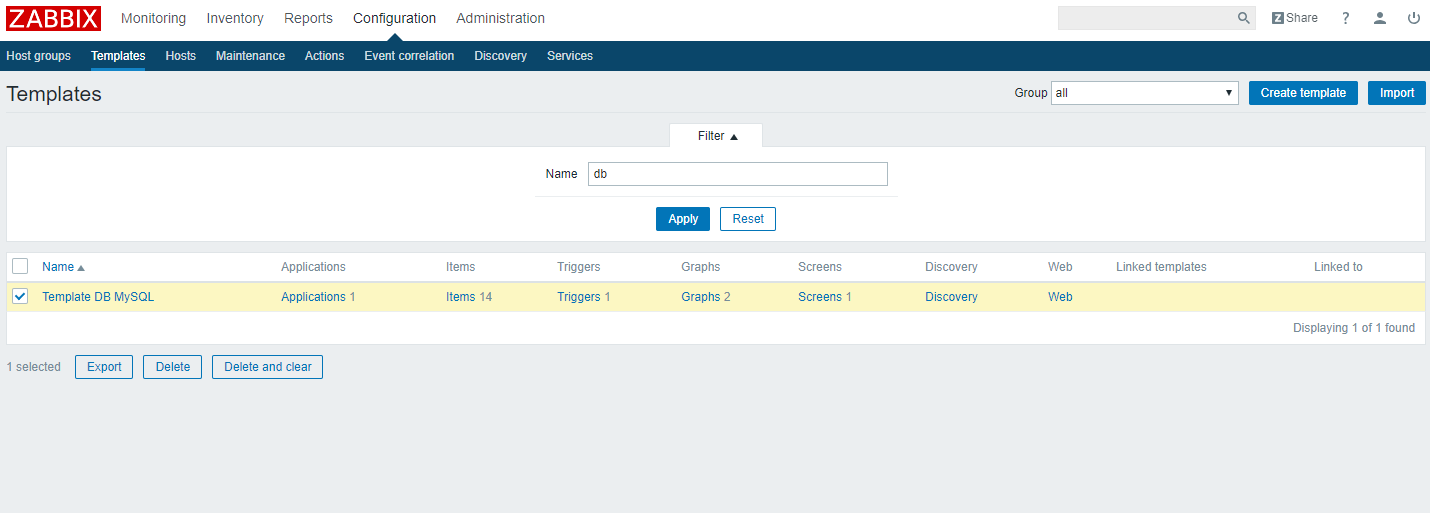 ZABBIX Monitoring Inventory Reports Configuration Administration Z Share ?
Host groups Templates Hosts Maintenance Actions Event correlation Discovery Services
Templates Group all Create template Import
Filter
Name db
Apply Reset
Name Applications Items Triggers Graphs Screens Discovery Web Linked templates Linked to
Template DB MySQL Applications 1 Items 14 Triggers 1 Graphs 2 Screens 1 Discovery Web
Displaying 1 of 1 found
1 selected Export Delete Delete and clear